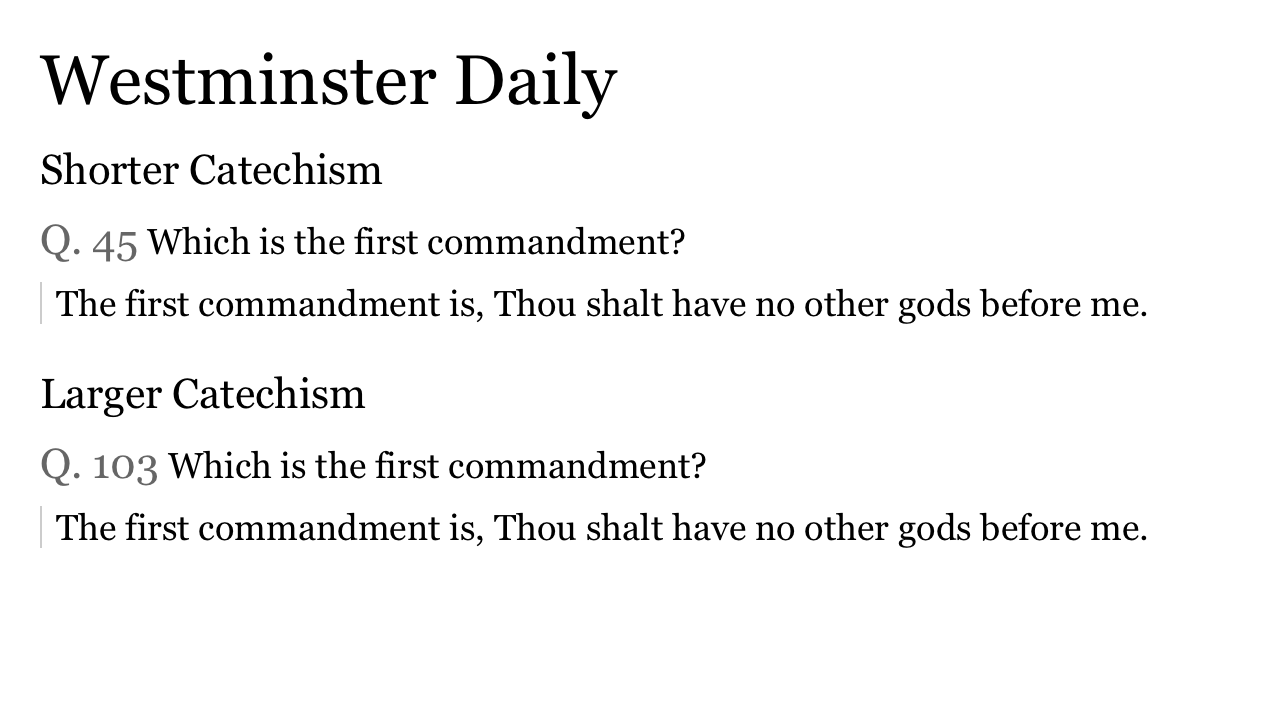 Westminster Daily
Shorter Catechism
Q. 45 Which is the first commandment?
The first commandment is, Thou shalt have no other gods before me.
Larger Catechism
Q. 103 Which is the first commandment?
The first commandment is, Thou shalt have no other gods before me.